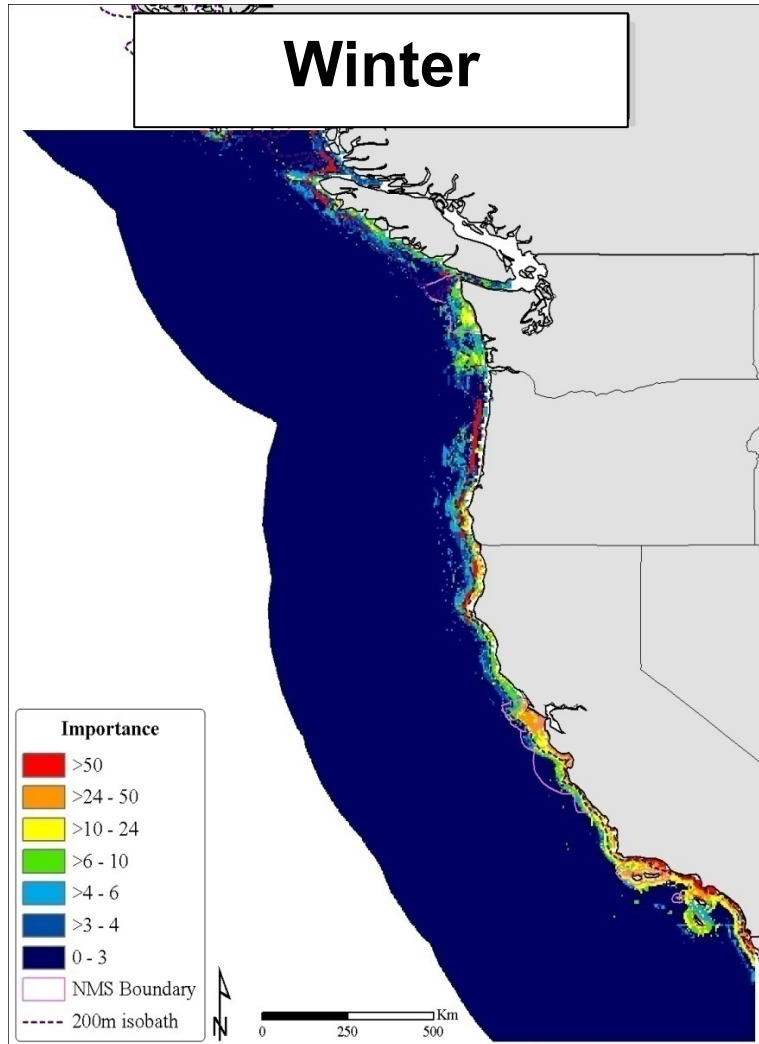 Winter
Importance
>50
>24 - 50
>10 - 24
>6 - 10
>4 - 6
>3 - 4
0 - 3
NMS Boundary
200m isobath
N
Km
0 250 500